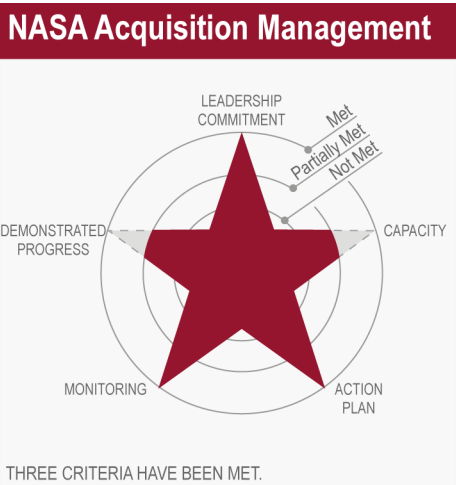 NASA Acquisition Management
LEADERSHIP
COMMITMENT
Met
Partially Met
Not Met
DEMONSTRATED
PROGRESS
CAPACITY
MONITORING
ACTION
PLAN
THREE CRITERIA HAVE BEEN MET.